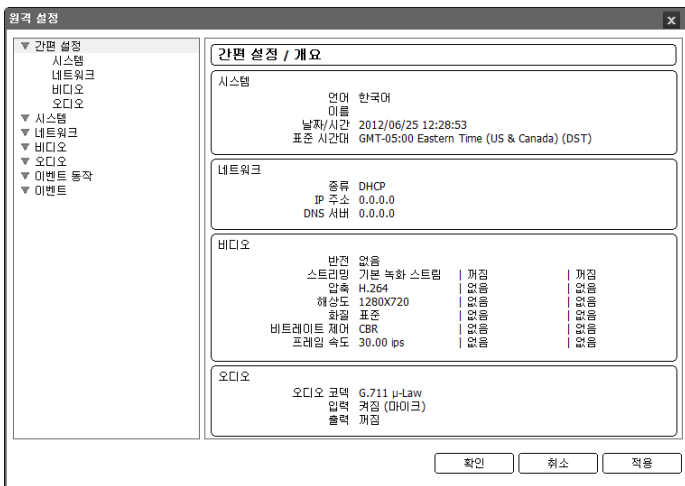 원격 설정
x
간편 설정
시스템
네트워크
비디오
오디오
시스템
네트워크
비디오
오디오
이벤트 동작
이벤트
간편 설정 / 개요
시스템
언어 한국어
이름
날짜/시간 2012/06/25 12:28:53
표준 시간대 GMT-05:00 Eastern Time (US & Canada) (DST)
네트워크
종류 DHCP
IP 주소 0.0.0.0
DNS 서버 0.0.0.0
비디오
반전 없음
스트리밍 기본 녹화 스트림 | 꺼짐 | 꺼짐
압축 H.264 | 없음 | 없음
해상도 1280X720 | 없음 | 없음
화질 표준 | 없음 | 없음
비트레이트 제어 CBR | 없음 | 없음
프레임 속도 30.00 ips | 없음 | 없음
오디오
오디오 코덱 G.711 μ-Law
입력 켜짐 (마이크)
출력 꺼짐
확인 취소 적용